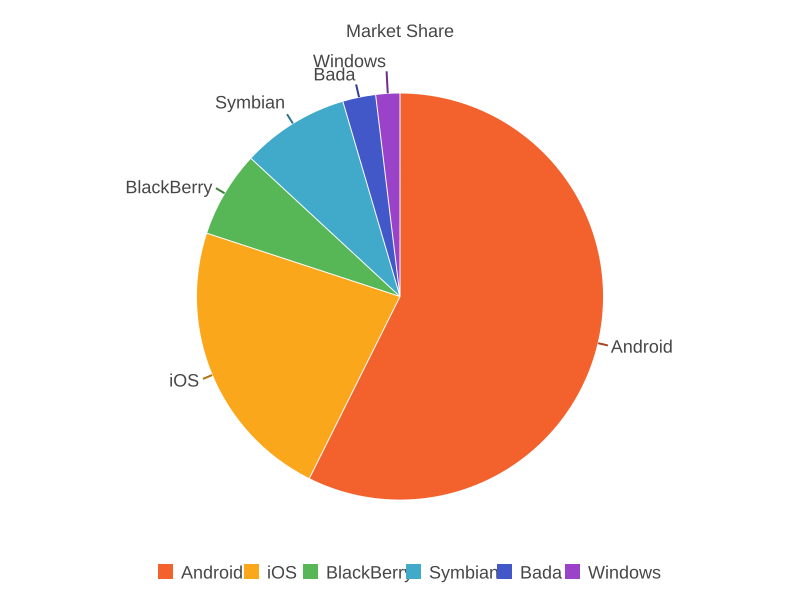 Market Share
Windows
Bada
Symbian
BlackBerry
Android
iOS
Android iOS BlackBerry Symbian Bada Windows